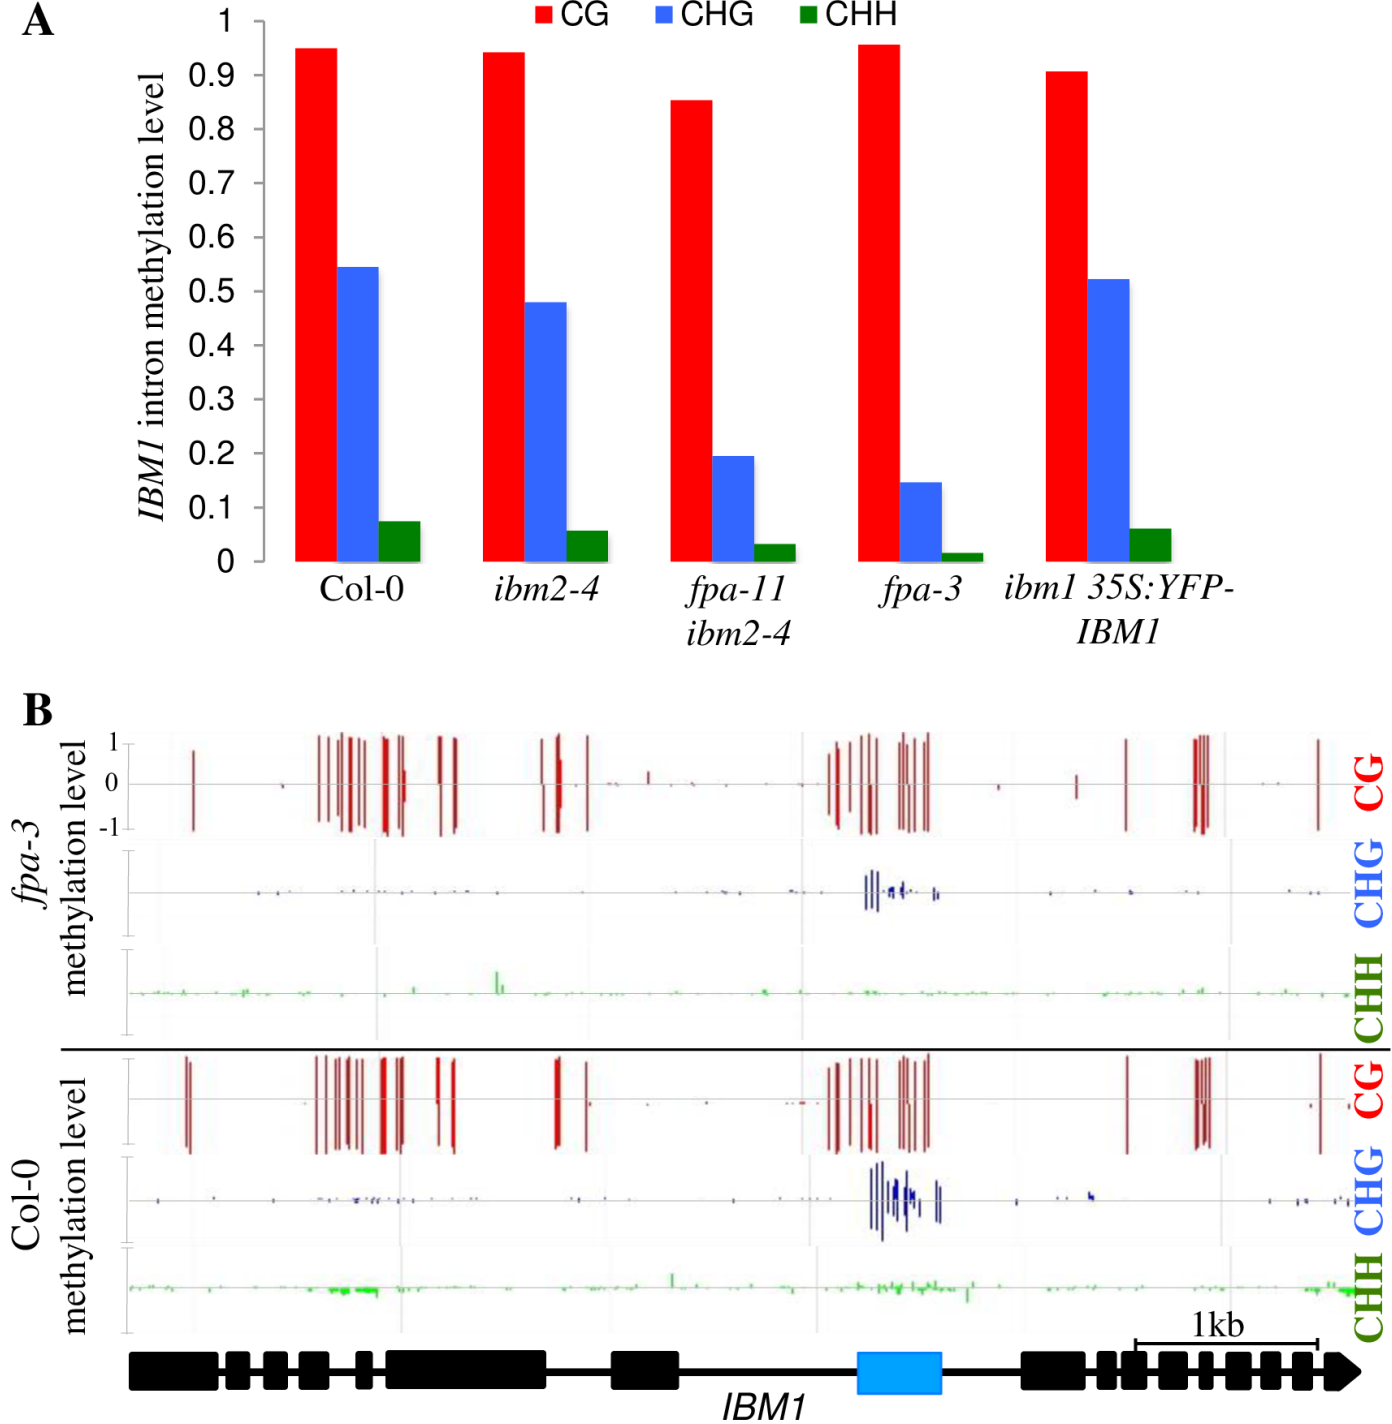 A
CG CHG CHH
IBM1 intron methylation level
1
0.9
0.8
0.7
0.6
0.5
0.4
0.3
0.2
0.1
0
Col-0
ibm2-4
fpa-11
ibm2-4
fpa-3
ibm1 35S:YFP-
IBM1
B
fpa-3
methylation level
1
0
-1
CG
CHG
CHH
Col-0
methylation level
CG
CHG
CHH
1kb
IBM1